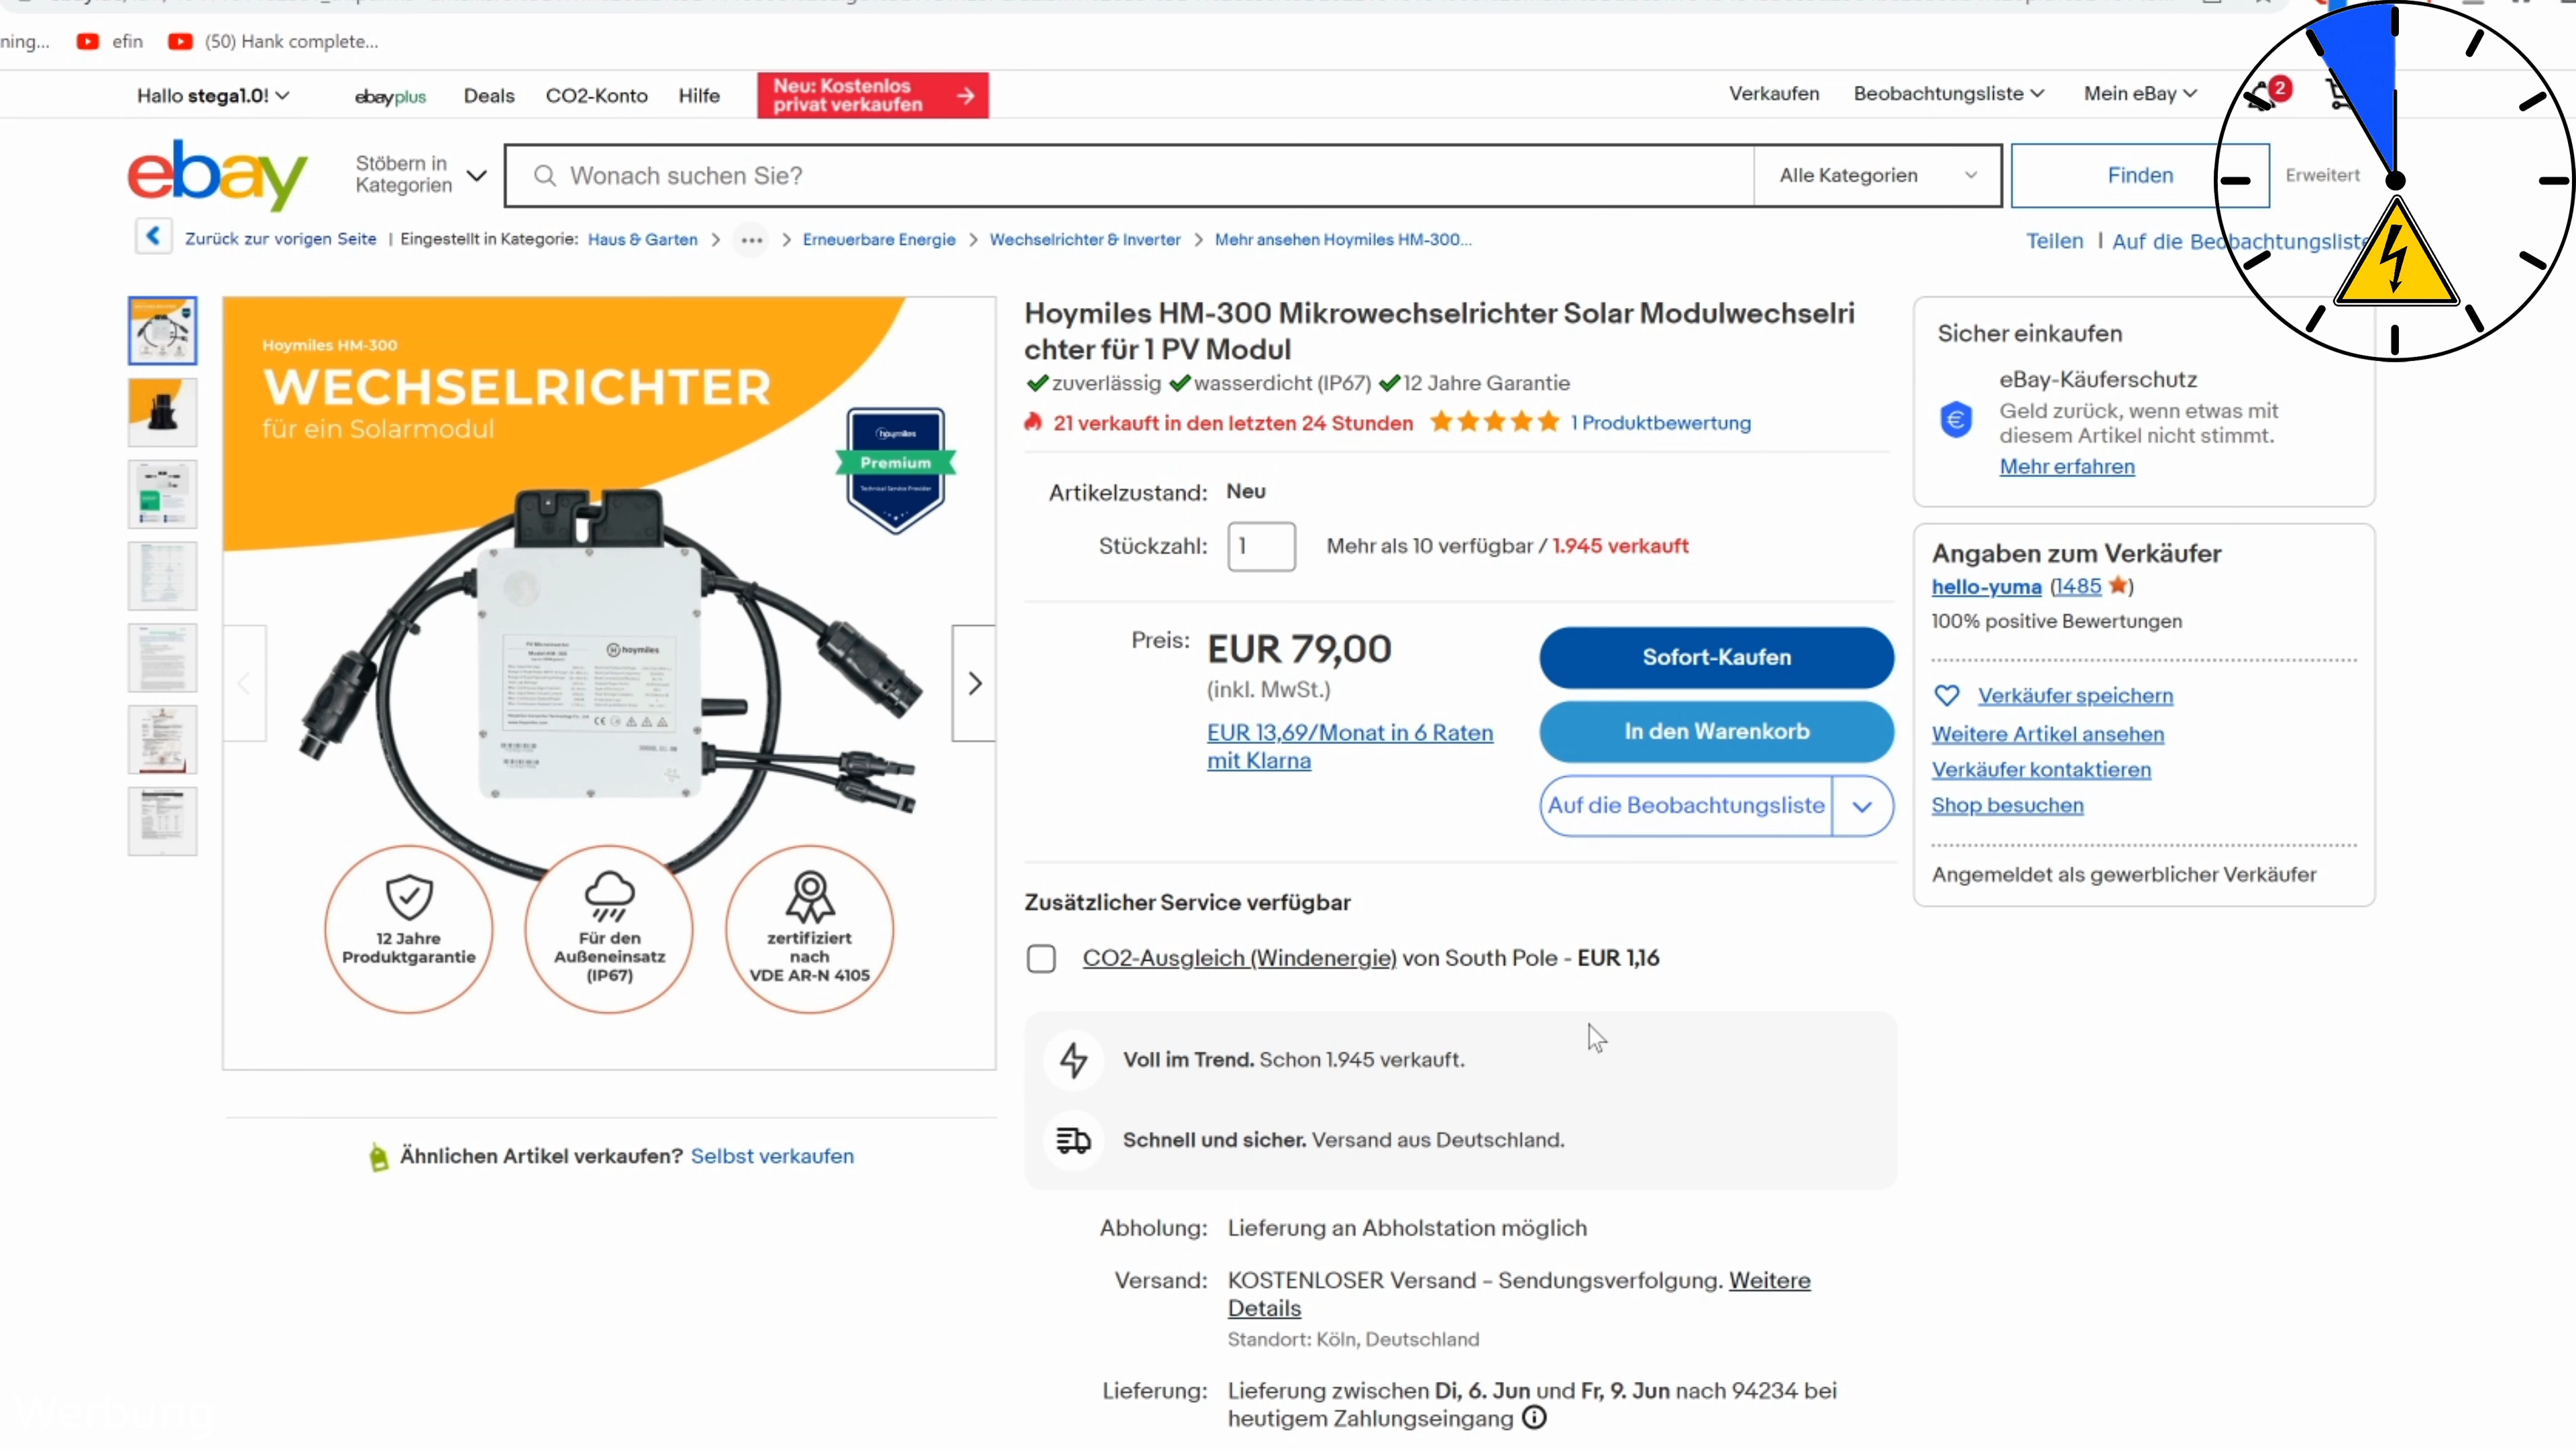 ning... efin (50) Hank complete...
Hallo stega1.0! ebayplus Deals CO2-Konto Hilfe Neu: Kostenlos privat verkaufen Verkaufen Beobachtungsliste Mein eBay 2
ebay Stöbern in Kategorien Wonach suchen Sie? Alle Kategorien Finden Erweitert
Zurück zur vorigen Seite | Eingestellt in Kategorie: Haus & Garten > ... > Erneuerbare Energie > Wechselrichter & Inverter > Mehr ansehen Hoymiles HM-300...
Teilen | Auf die Beobachtungsliste
Hoymiles HM-300
WECHSELRICHTER
für ein Solarmodul
hoymiles
Premium
Technical Service Provider
hoymiles
12 Jahre
Produktgarantie
Für den
Außeneinsatz
(IP67)
zertifiziert
nach
VDE AR-N 4105
Ähnlichen Artikel verkaufen? Selbst verkaufen
Hoymiles HM-300 Mikrowechselrichter Solar Modulwechselri
chter für 1 PV Modul
zuverlässig wasserdicht (IP67) 12 Jahre Garantie
21 verkauft in den letzten 24 Stunden 1 Produktbewertung
Artikelzustand: Neu
Stückzahl: 1 Mehr als 10 verfügbar / 1.945 verkauft
Preis: EUR 79,00
(inkl. MwSt.)
EUR 13,69/Monat in 6 Raten
mit Klarna
Sofort-Kaufen
In den Warenkorb
Auf die Beobachtungsliste
Zusätzlicher Service verfügbar
CO2-Ausgleich (Windenergie) von South Pole - EUR 1,16
Voll im Trend. Schon 1.945 verkauft.
Schnell und sicher. Versand aus Deutschland.
Abholung: Lieferung an Abholstation möglich
Versand: KOSTENLOSER Versand – Sendungsverfolgung. Weitere
Details
Standort: Köln, Deutschland
Lieferung: Lieferung zwischen Di, 6. Jun und Fr, 9. Jun nach 94234 bei
heutigem Zahlungseingang
Sicher einkaufen
eBay-Käuferschutz
Geld zurück, wenn etwas mit
diesem Artikel nicht stimmt.
Mehr erfahren
Angaben zum Verkäufer
hello-yuma (1485)
100% positive Bewertungen
Verkäufer speichern
Weitere Artikel ansehen
Verkäufer kontaktieren
Shop besuchen
Angemeldet als gewerblicher Verkäufer
Werbung